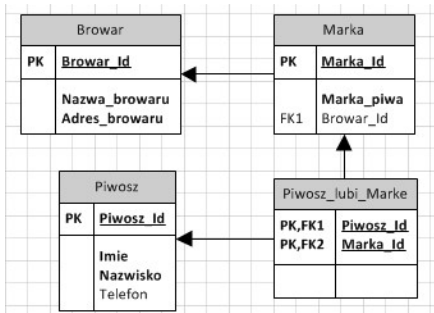 Browar
PK Browar_Id
Nazwa_browaru
Adres_browaru
Marka
PK Marka_Id
Marka_piwa
FK1 Browar_Id
Piwosz
PK Piwosz_Id
Imie
Nazwisko
Telefon
Piwosz_lubi_Marke
PK,FK1 Piwosz_Id
PK,FK2 Marka_Id